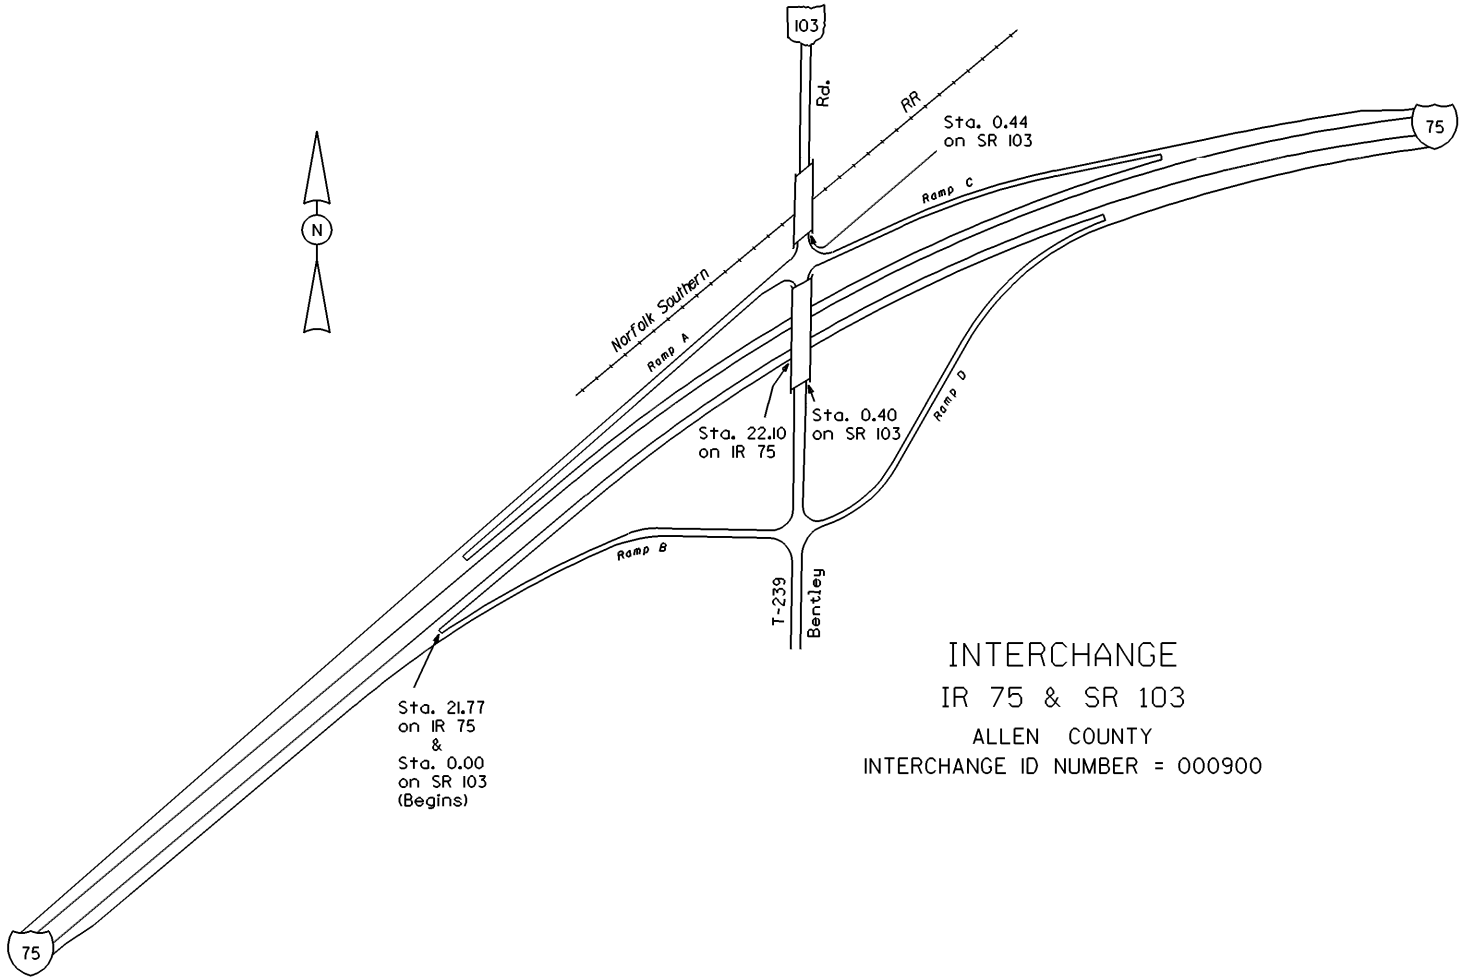 103
Rd.
RR
Sta. 0.44
on SR 103
75
Ramp C
N
Norfolk Southern
Ramp A
Ramp D
Sta. 22.10
on IR 75
Sta. 0.40
on SR 103
Ramp B
T-239
Bentley
INTERCHANGE
IR 75 & SR 103
ALLEN COUNTY
INTERCHANGE ID NUMBER = 000900
Sta. 21.77
on IR 75
&
Sta. 0.00
on SR 103
(Begins)
75